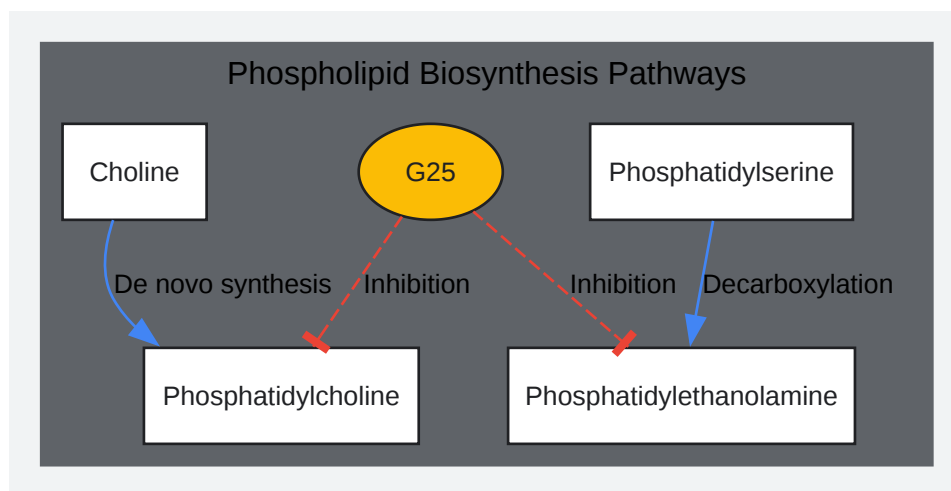 Phospholipid Biosynthesis Pathways
Choline
G25
Phosphatidylserine
De novo synthesis
Inhibition
Inhibition
Decarboxylation
Phosphatidylcholine
Phosphatidylethanolamine